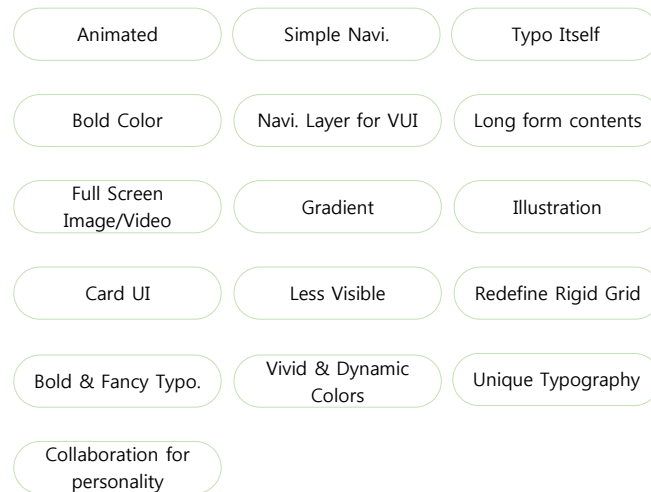 Animated
Simple Navi.
Typo Itself
Bold Color
Navi. Layer for VUI
Long form contents
Full Screen
Image/Video
Gradient
Illustration
Card UI
Less Visible
Redefine Rigid Grid
Bold & Fancy Typo.
Vivid & Dynamic
Colors
Unique Typography
Collaboration for
personality